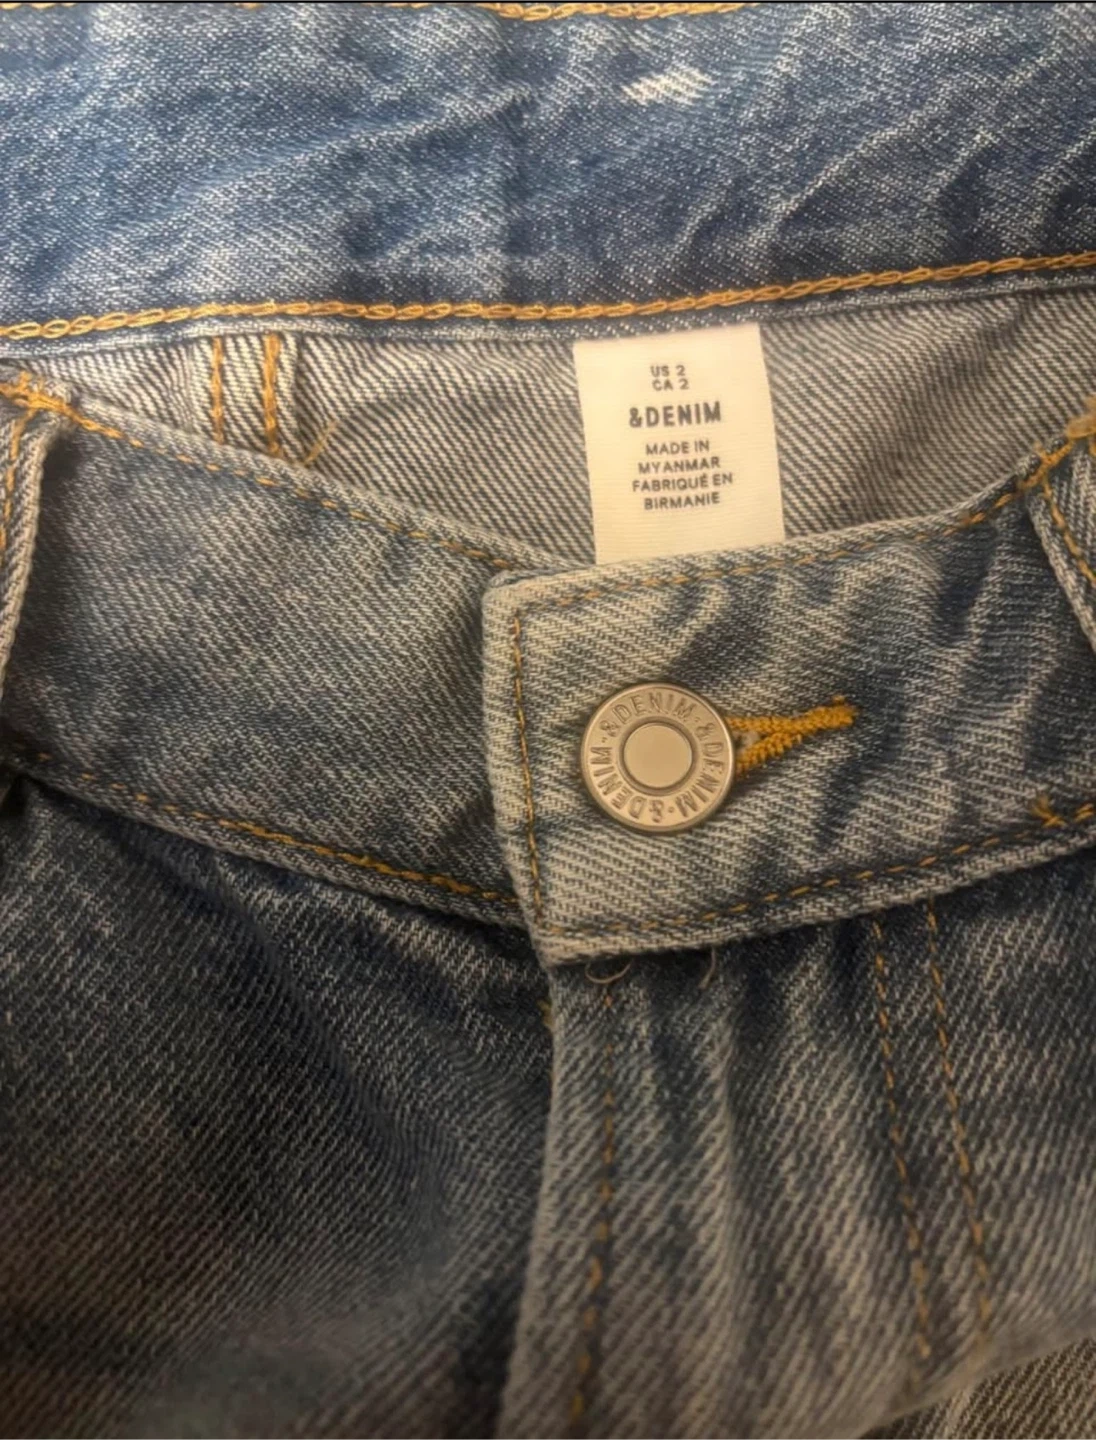 US 2
CA 2
&DENIM
MADE IN
MYANMAR
FABRIQUÉ EN
BIRMANIE
&DENIM·&DENIM·&DENIM·